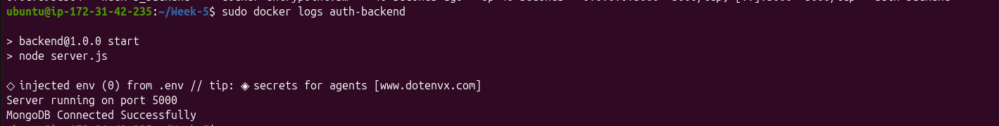 ubuntu@ip-172-31-42-235:~/Week-5$ sudo docker logs auth-backend
> backend@1.0.0 start
> node server.js
◇ injected env (0) from .env // tip: ◈ secrets for agents [www.dotenvx.com]
Server running on port 5000
MongoDB Connected Successfully